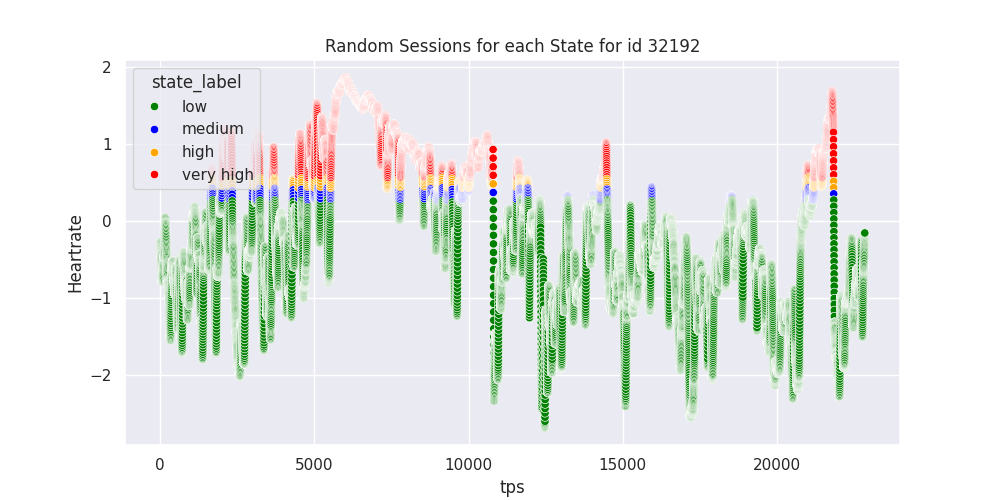 Random Sessions for each State for id 32192
state_label
low
medium
high
very high
Heartrate
2
1
0
−1
−2
0
5000
10000
15000
20000
tps